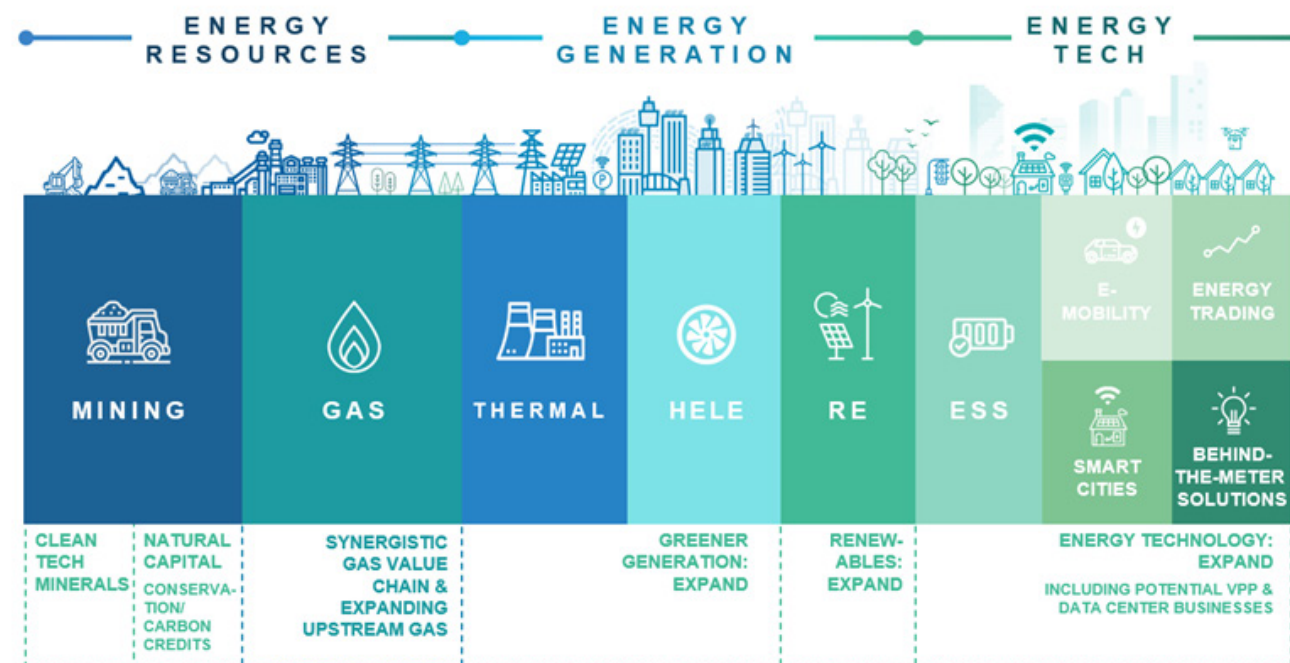 ENERGY
RESOURCES
ENERGY
GENERATION
ENERGY
TECH
P
MINING
GAS
THERMAL
HELE
RE
ESS
E-
MOBILITY
ENERGY
TRADING
SMART
CITIES
BEHIND-
THE-METER
SOLUTIONS
CLEAN
TECH
MINERALS
NATURAL
CAPITAL
CONSERVA-
TION/
CARBON
CREDITS
SYNERGISTIC
GAS VALUE
CHAIN &
EXPANDING
UPSTREAM GAS
GREENER
GENERATION:
EXPAND
RENEW-
ABLES:
EXPAND
ENERGY TECHNOLOGY:
EXPAND
INCLUDING POTENTIAL VPP &
DATA CENTER BUSINESSES